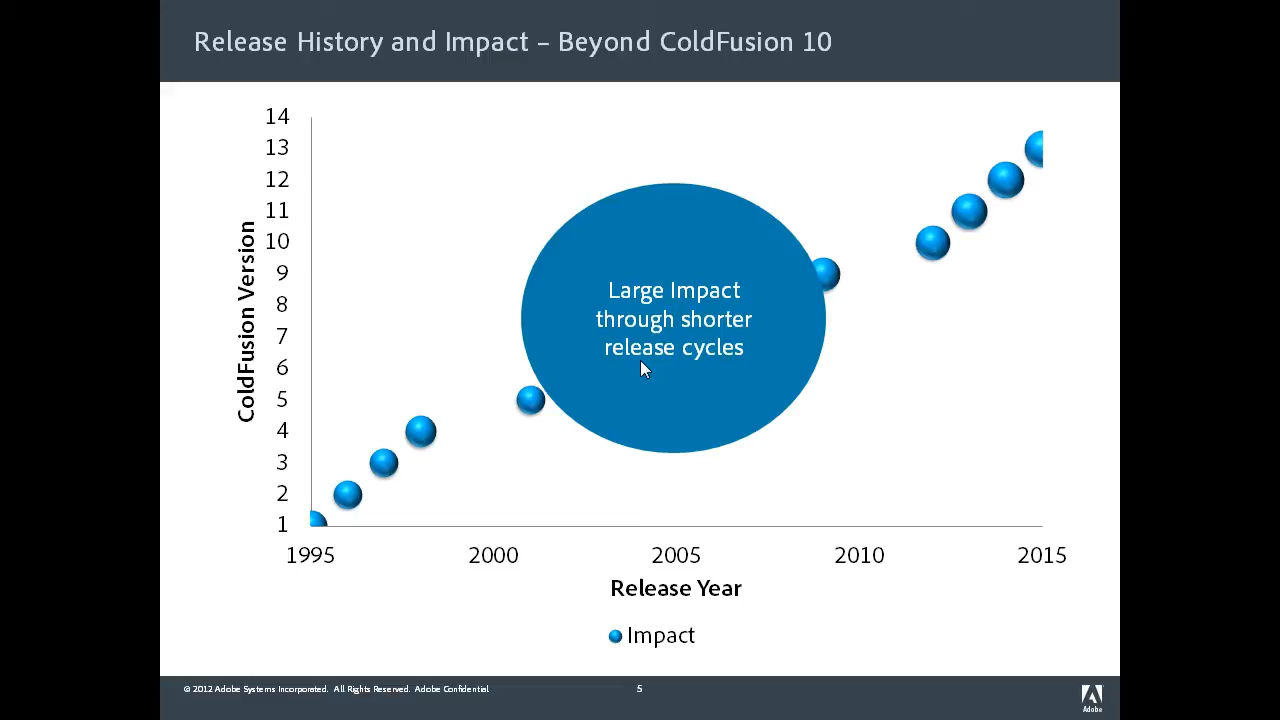 Release History and Impact – Beyond ColdFusion 10
14
13
12
11
10
9
8
7
6
5
4
3
2
1
ColdFusion Version
Large Impact
through shorter
release cycles
1995 2000 2005 2010 2015
Release Year
Impact
© 2012 Adobe Systems Incorporated. All Rights Reserved. Adobe Confidential
5
Adobe